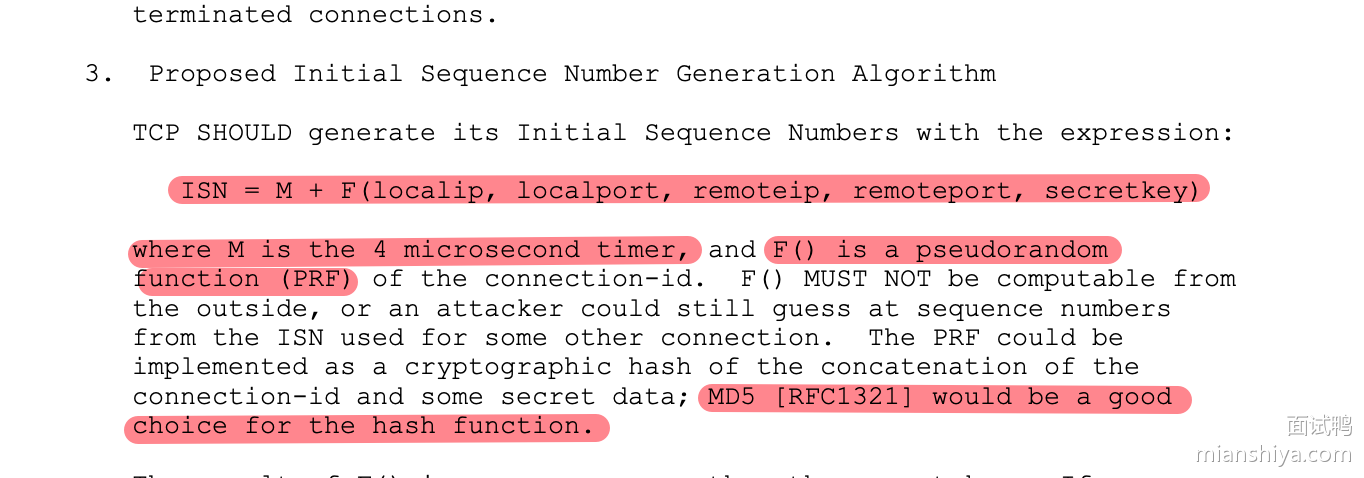 terminated connections.
3.  Proposed Initial Sequence Number Generation Algorithm
TCP SHOULD generate its Initial Sequence Numbers with the expression:
ISN = M + F(localip, localport, remoteip, remoteport, secretkey)
where M is the 4 microsecond timer, and F() is a pseudorandom
function (PRF) of the connection-id.  F() MUST NOT be computable from
the outside, or an attacker could still guess at sequence numbers
from the ISN used for some other connection.  The PRF could be
implemented as a cryptographic hash of the concatenation of the
connection-id and some secret data; MD5 [RFC1321] would be a good
choice for the hash function.
面试鸭
mianshiya.com